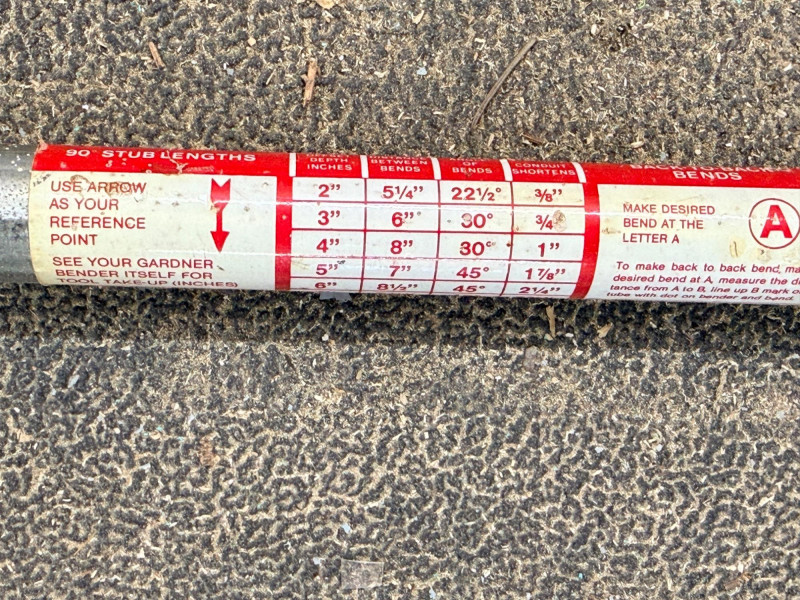 90° STUB LENGTHS
USE ARROW
AS YOUR
REFERENCE
POINT
SEE YOUR GARDNER
BENDER ITSELF FOR
TOOL TAKE-UP (INCHES)
DEPTH, BETWEEN OF CONDUIT
INCHES BENDS BENDS SHORTENS
2” 5¼” 22½° ⅜”
3” 6” 30° ¾”
4” 8” 30° 1”
5” 7” 45° 1⅞”
6” 8½” 45° 2¼”
BENDS
MAKE DESIRED
BEND AT THE
LETTER A
A
To make back to back bend,
desired bend at A, measure the
tance from A to B, line up B mark
tube with dot on bender and bend.